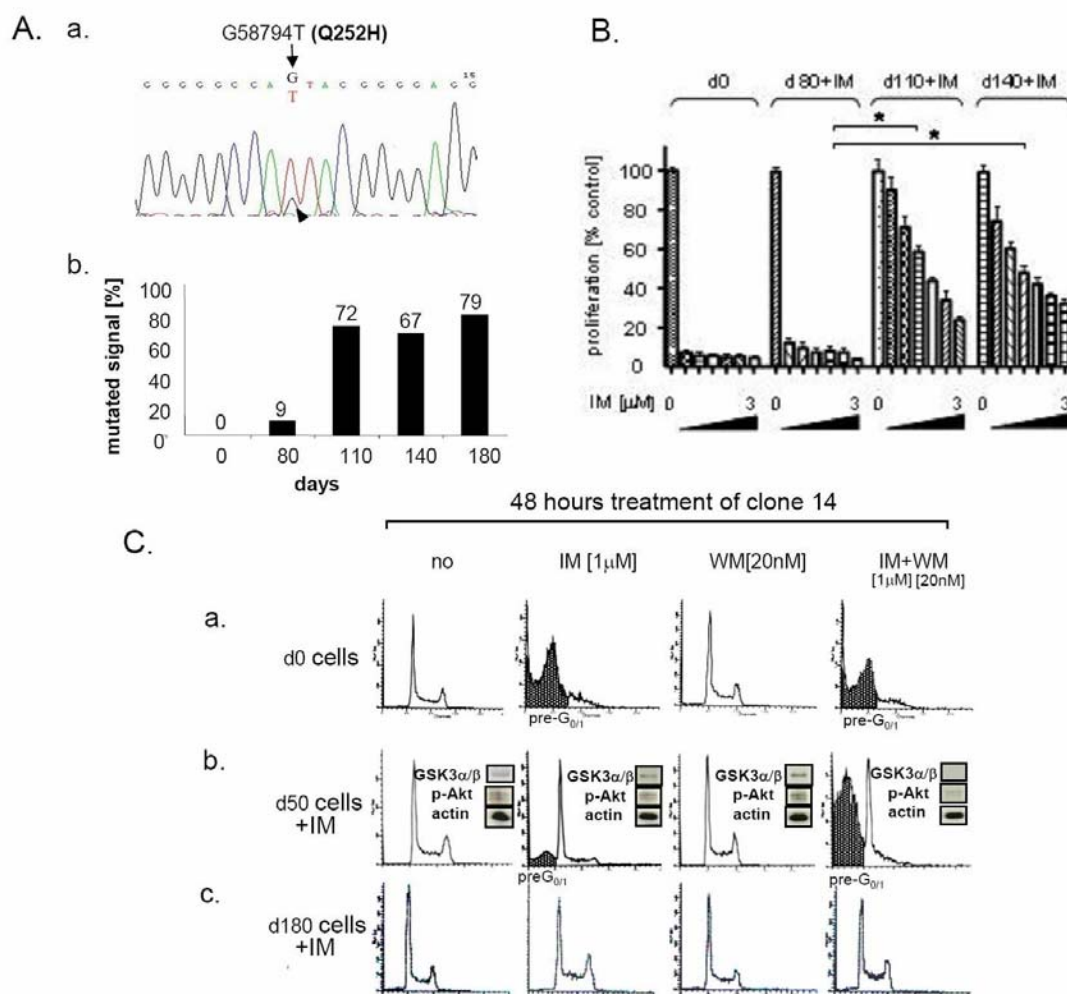 A.
a.
G58794T (Q252H)
G
G G G G G C C A T A C G G G G A G G
15
T
b.
mutated signal [%]
100
80
60
40
20
0
0
9
72
67
79
0 80 110 140 180
days
B.
d0 d 80+IM d110+IM d140+IM
*
*
proliferation [% control]
100
80
60
40
20
0
IM [µM] 0 3 0 3 0 3 0 3
48 hours treatment of clone 14
C.
no IM [1µM] WM[20nM] IM+WM
[1µM] [20nM]
a.
d0 cells
pre-G0/1 pre-G0/1
b.
d50 cells
+IM
GSK3α/β GSK3α/β GSK3α/β GSK3α/β
p-Akt p-Akt p-Akt p-Akt
actin actin actin actin
preG0/1 pre-G0/1
c.
d180 cells
+IM